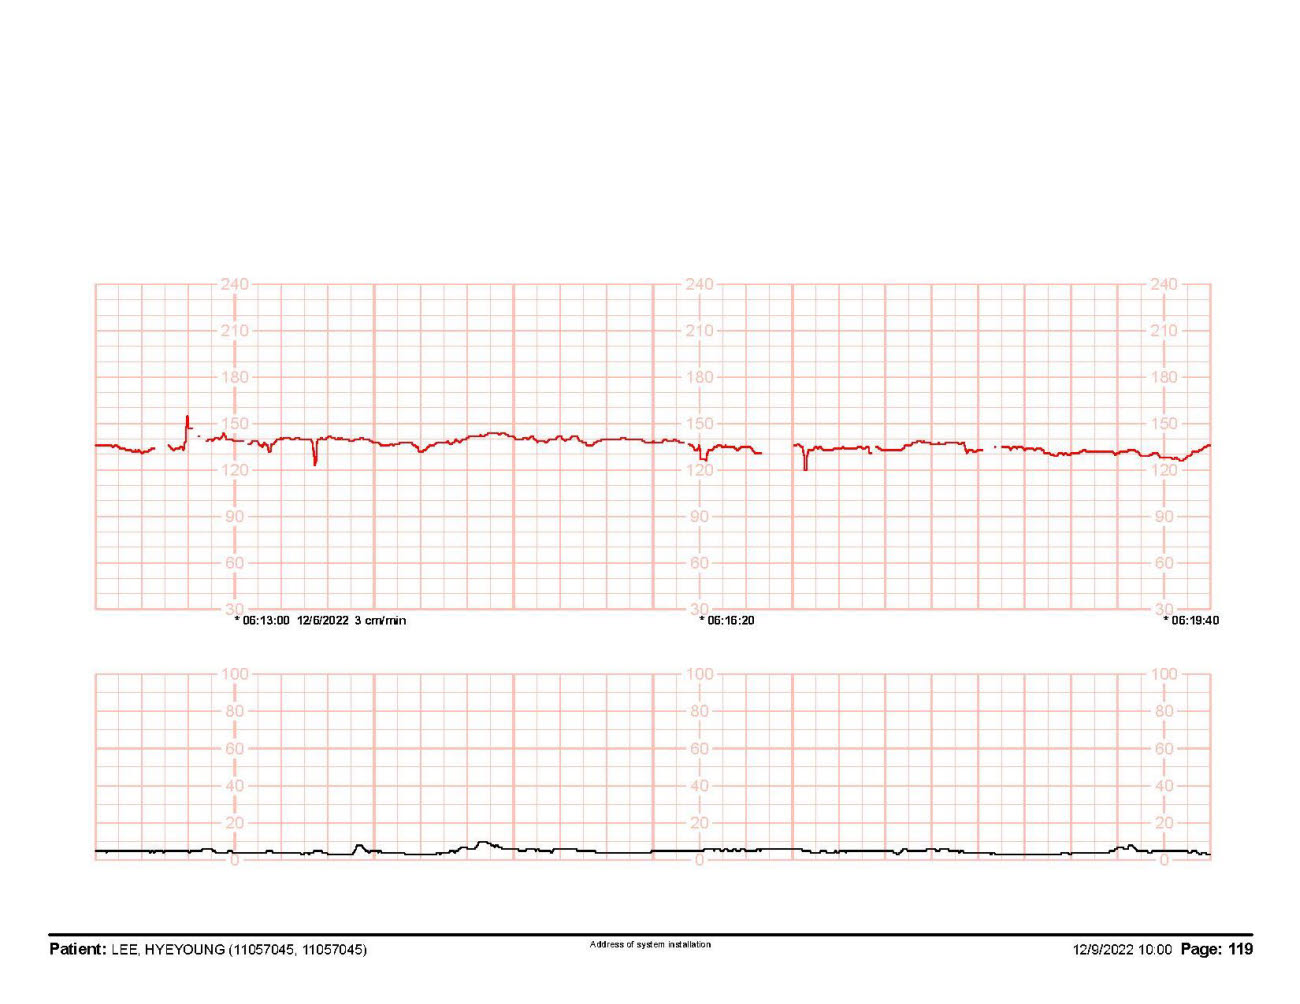 240 240 240
210 210 210
180 180 180
150 150 150
120 120 120
90 90 90
60 60 60
30 30 30
* 06:13:00 12/6/2022 3 cm/min * 06:16:20 * 06:19:40
100 100 100
80 80 80
60 60 60
40 40 40
20 20 20
0 0 0
Patient: LEE, HYEYOUNG (11057045, 11057045) Address of system installation 12/9/2022 10:00 Page: 119